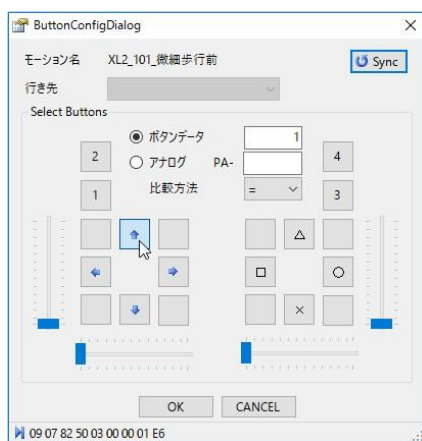 ButtonConfigDialog
モーション名 XL2_101_微細歩行前
Sync
行き先
Select Buttons
ボタンデータ 1
アナログ PA-
比較方法 =
2
1
4
3
OK CANCEL
09 07 82 50 03 00 00 01 E6